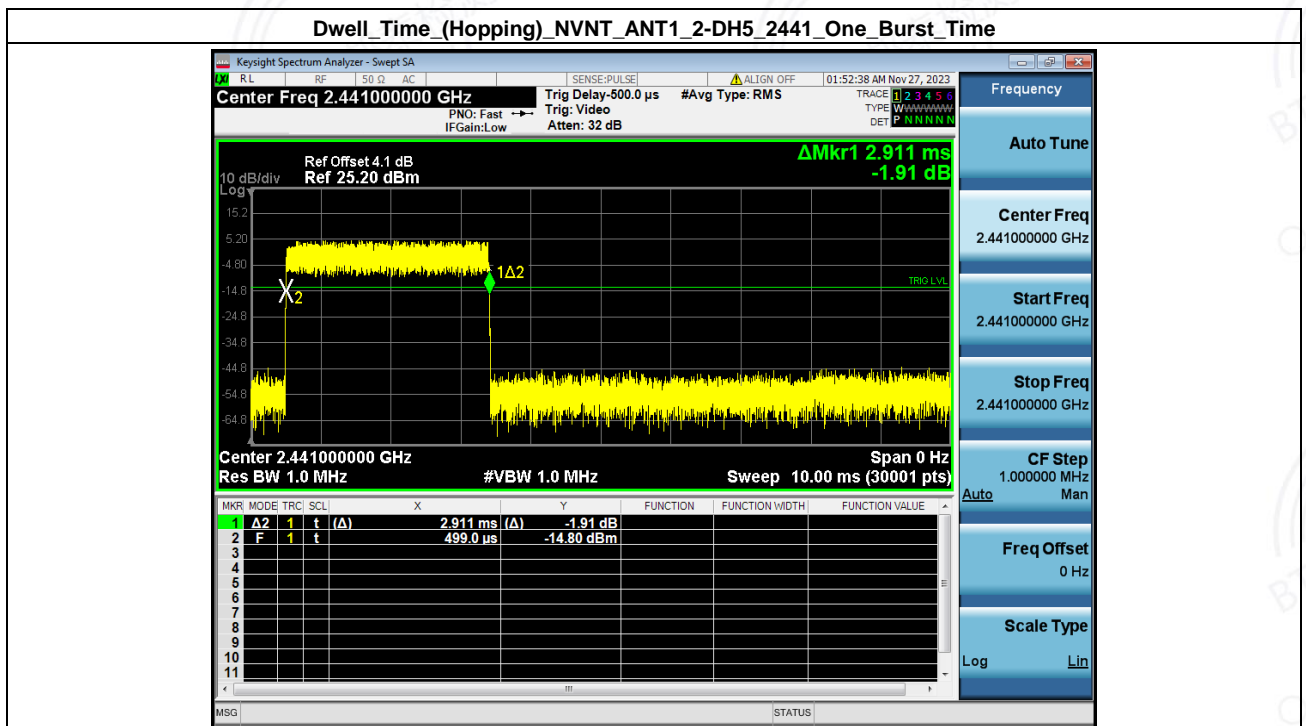 Dwell_Time_(Hopping)_NVNT_ANT1_2-DH5_2441_One_Burst_Time
Keysight Spectrum Analyzer - Swept SA
LXI RL RF 50 Ω AC SENSE:PULSE ALIGN OFF 01:52:38 AM Nov 27, 2023
Center Freq 2.441000000 GHz
PNO: Fast
IFGain:Low
Trig Delay-500.0 µs
Trig: Video
Atten: 32 dB
#Avg Type: RMS
TRACE 1 2 3 4 5 6
TYPE WWWWWW
DET P N N N N N
Ref Offset 4.1 dB
Ref 25.20 dBm
10 dB/div
Log
ΔMkr1 2.911 ms
-1.91 dB
15.2
5.20
-4.80
-14.8
-24.8
-34.8
-44.8
-54.8
-64.8
1Δ2
2
TRIG LVL
Center 2.441000000 GHz Span 0 Hz
Res BW 1.0 MHz #VBW 1.0 MHz Sweep 10.00 ms (30001 pts)
MKR MODE TRC SCL X Y FUNCTION FUNCTION WIDTH FUNCTION VALUE
1 Δ2 1 t (Δ) 2.911 ms (Δ) -1.91 dB
2 F 1 t 499.0 µs -14.80 dBm
3
4
5
6
7
8
9
10
11
MSG STATUS
Frequency
Auto Tune
Center Freq
2.441000000 GHz
Start Freq
2.441000000 GHz
Stop Freq
2.441000000 GHz
CF Step
1.000000 MHz
Auto Man
Freq Offset
0 Hz
Scale Type
Log Lin